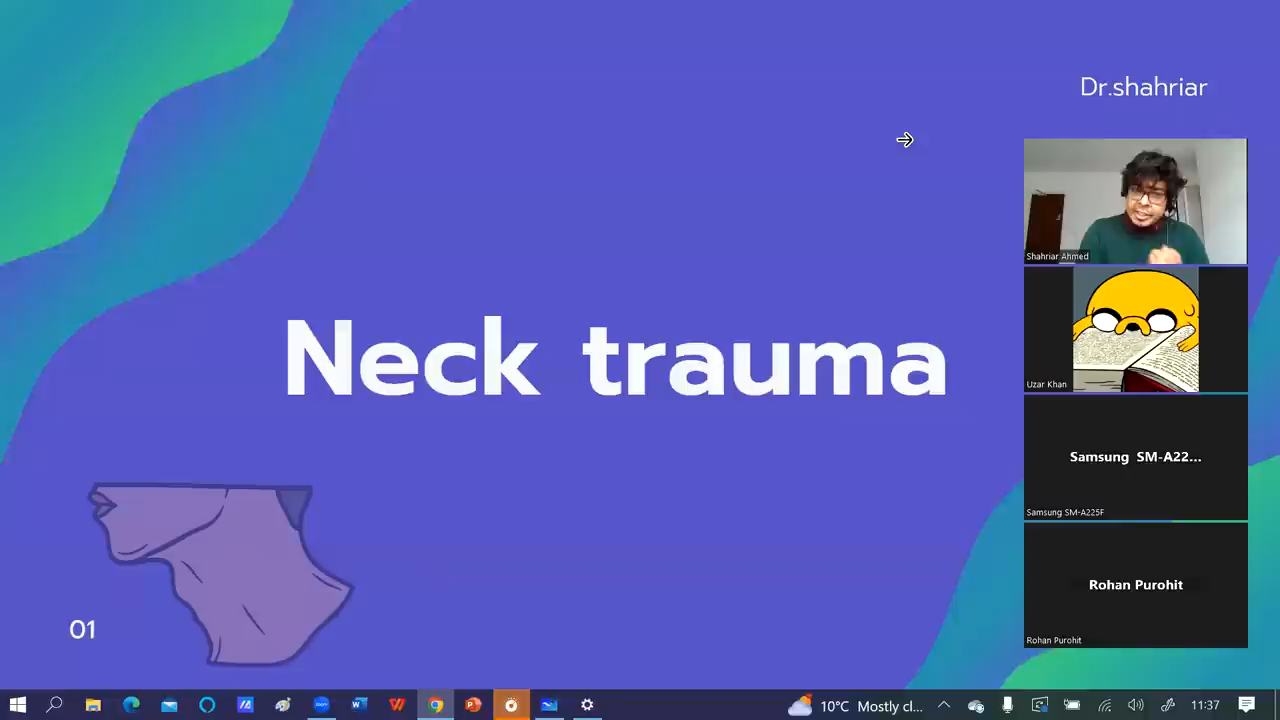 Dr.shahriar
Neck trauma
01
Shahriar Ahmed
Uzar Khan
Samsung SM-A22...
Samsung SM-A225F
Rohan Purohit
Rohan Purohit
10°C Mostly cl...
11:37